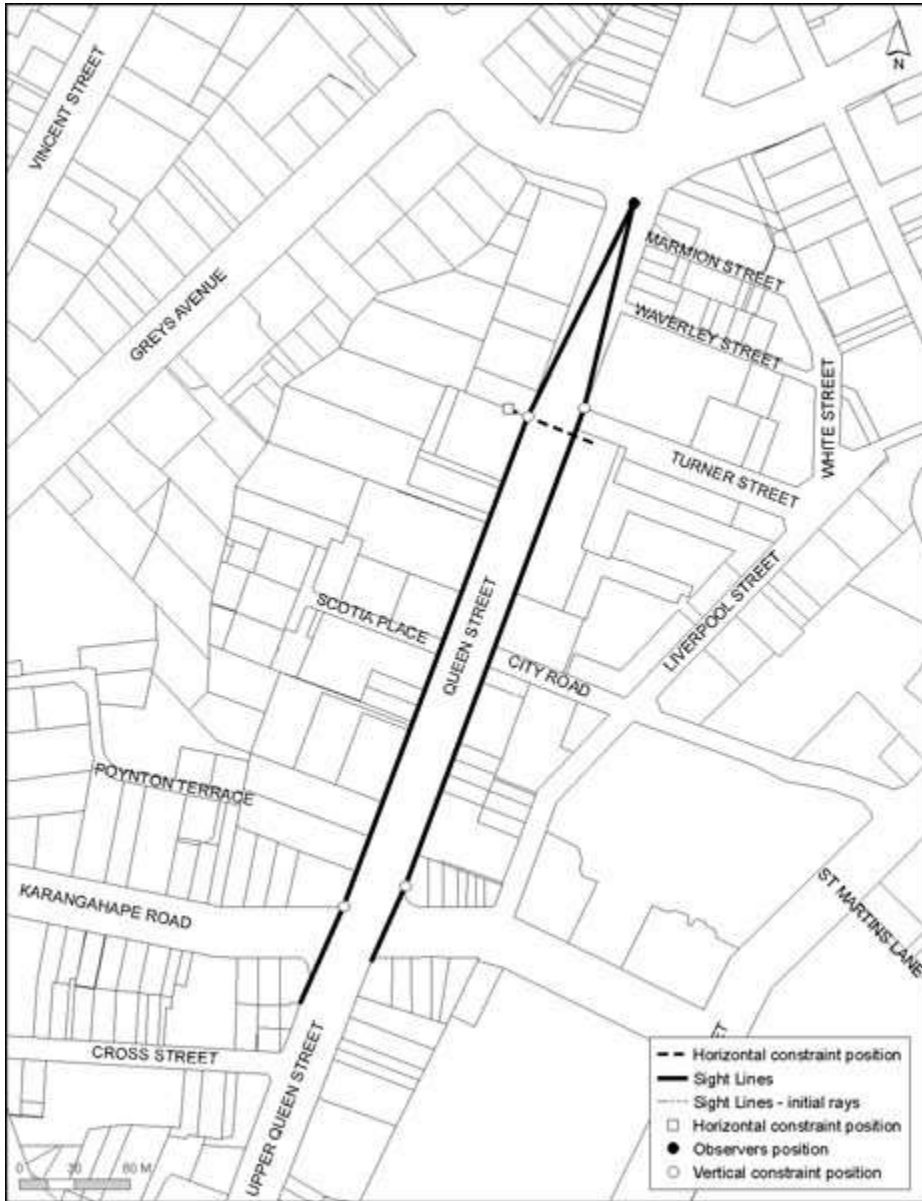 N
VINCENT STREET
GREYS AVENUE
MARMION STREET
WAVERLEY STREET
WHITE STREET
TURNER STREET
LIVERPOOL STREET
QUEEN STREET
SCOTIA PLACE
CITY ROAD
POYNTON TERRACE
KARANGAHAPE ROAD
ST MARTINS LANE
CROSS STREET
UPPER QUEEN STREET
Horizontal constraint position
Sight Lines
Sight Lines - initial rays
Horizontal constraint position
Observers position
Vertical constraint position
0 30 60 M